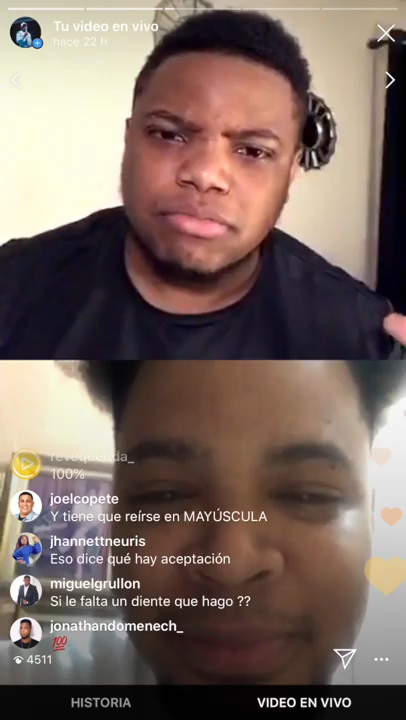 Tu video en vivo
hace 22 h
100%
joelcopete
Y tiene que reírse en MAYÚSCULA
jhannettneuris
Eso dice qué hay aceptación
miguelgrullon
Si le falta un diente que hago ??
jonathandomenech_
💯
4511
HISTORIA
VIDEO EN VIVO